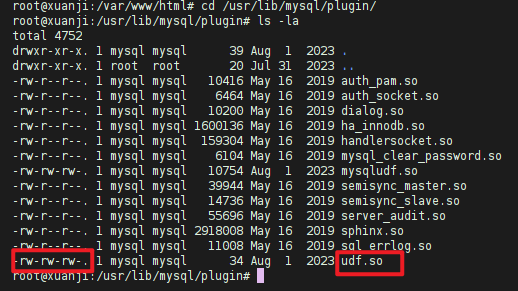 root@xuanji:/var/www/html# cd /usr/lib/mysql/plugin/
root@xuanji:/usr/lib/mysql/plugin# ls -la
total 4752
drwxr-xr-x. 1 mysql mysql      39 Aug  1  2023 .
drwxr-xr-x. 1 root  root       20 Jul 31  2023 ..
-rw-r--r--. 1 mysql mysql   10416 May 16  2019 auth_pam.so
-rw-r--r--. 1 mysql mysql    6464 May 16  2019 auth_socket.so
-rw-r--r--. 1 mysql mysql   10200 May 16  2019 dialog.so
-rw-r--r--. 1 mysql mysql 1600136 May 16  2019 ha_innodb.so
-rw-r--r--. 1 mysql mysql  159304 May 16  2019 handlersocket.so
-rw-r--r--. 1 mysql mysql    6104 May 16  2019 mysql_clear_password.so
-rw-rw-rw-. 1 mysql mysql   10754 Aug  1  2023 mysqludf.so
-rw-r--r--. 1 mysql mysql   39944 May 16  2019 semisync_master.so
-rw-r--r--. 1 mysql mysql   14736 May 16  2019 semisync_slave.so
-rw-r--r--. 1 mysql mysql   55696 May 16  2019 server_audit.so
-rw-r--r--. 1 mysql mysql 2918008 May 16  2019 sphinx.so
-rw-r--r--. 1 mysql mysql   11008 May 16  2019 sql_errlog.so
-rw-rw-rw-. 1 mysql mysql      34 Aug  1  2023 udf.so
root@xuanji:/usr/lib/mysql/plugin#